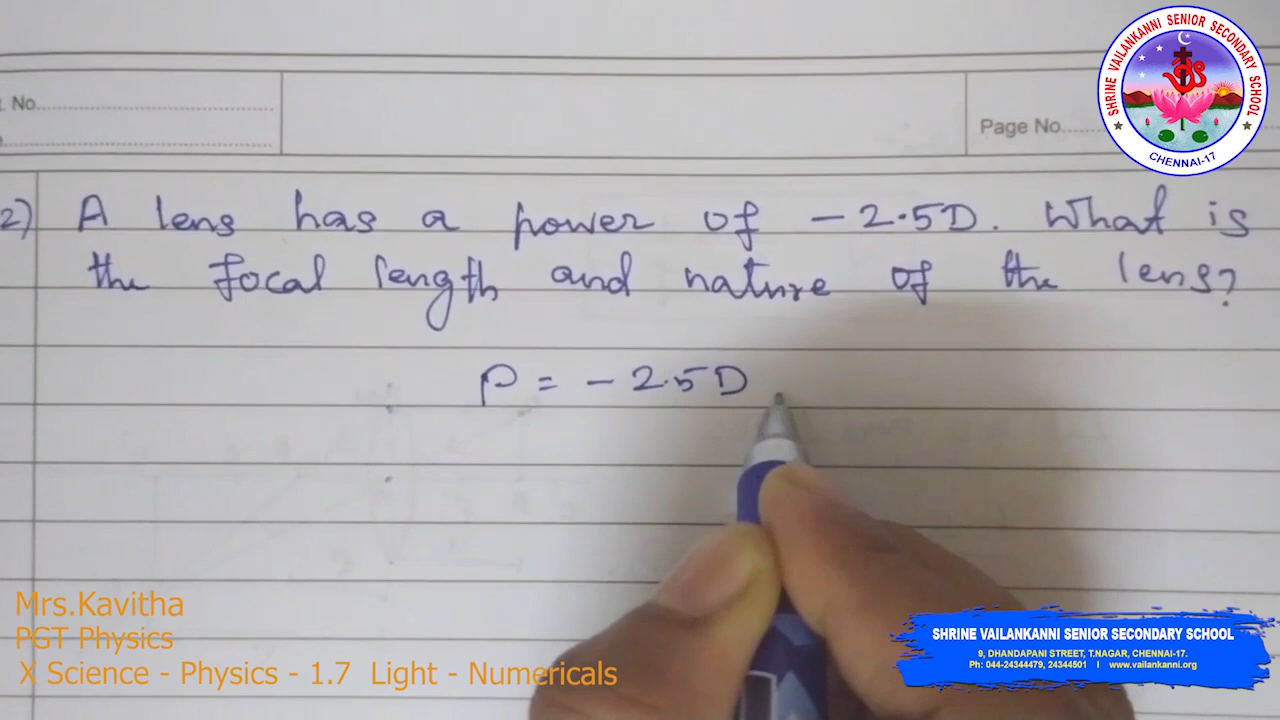 SHRINE VAILANKANNI SENIOR SECONDARY SCHOOL
CHENNAI-17
No.
Page No.
2) A lens has a power of - 2.5D. What is
the focal length and nature of the lens?
P = - 2.5D
Mrs.Kavitha
PGT Physics
X Science - Physics - 1.7 Light - Numericals
SHRINE VAILANKANNI SENIOR SECONDARY SCHOOL
9, DHANDAPANI STREET, T.NAGAR, CHENNAI-17.
Ph: 044-24344479, 24344501 I www.vailankanni.org